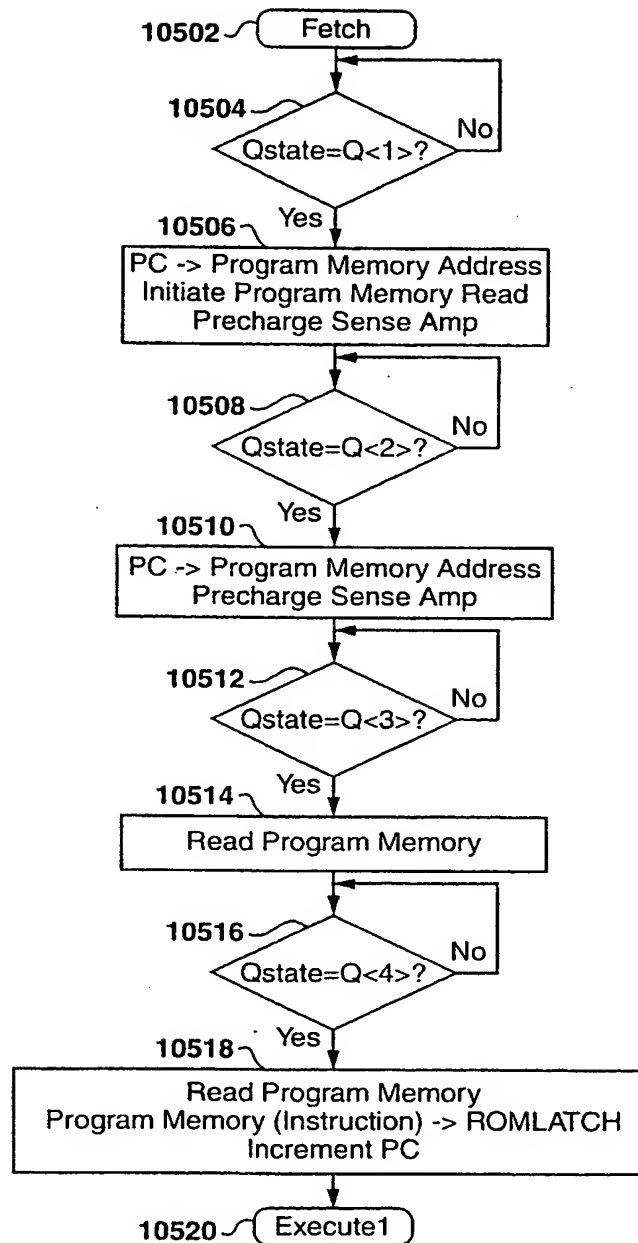 10502 Fetch
10504
No
Qstate=Q<1>?
Yes
10506
PC -> Program Memory Address
Initiate Program Memory Read
Precharge Sense Amp
10508
No
Qstate=Q<2>?
Yes
10510
PC -> Program Memory Address
Precharge Sense Amp
10512
No
Qstate=Q<3>?
Yes
10514
Read Program Memory
10516
No
Qstate=Q<4>?
Yes
10518
Read Program Memory
Program Memory (Instruction) -> ROMLATCH
Increment PC
10520 Execute1